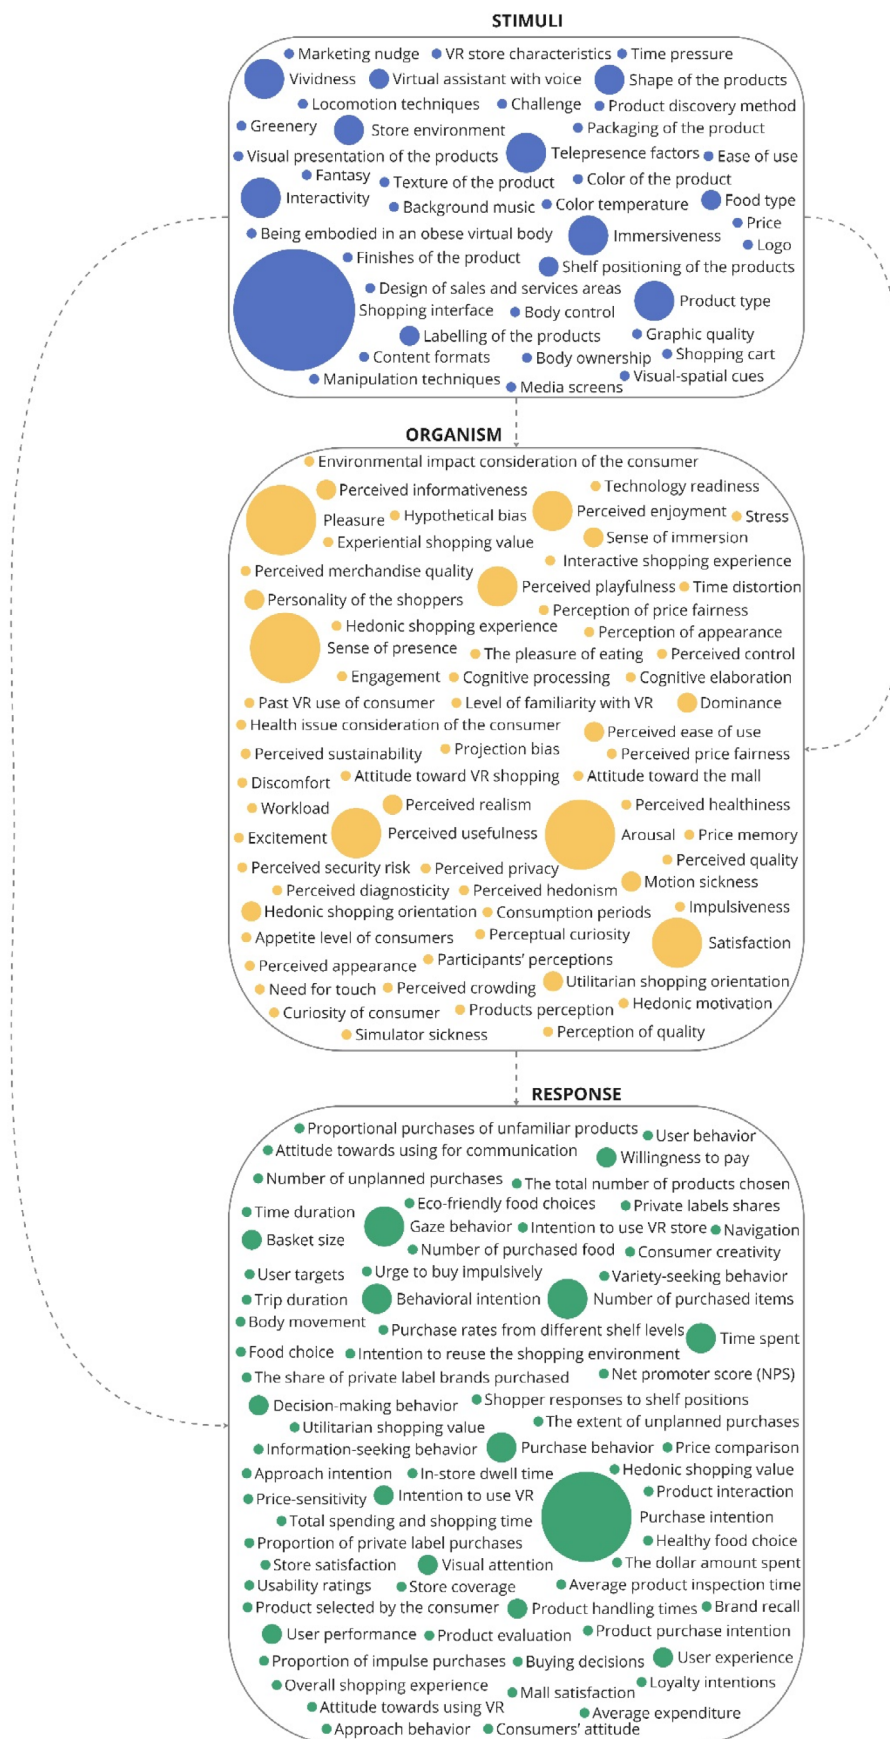 STIMULI
Marketing nudge
VR store characteristics
Time pressure
Vividness
Virtual assistant with voice
Shape of the products
Locomotion techniques
Challenge
Product discovery method
Greenery
Store environment
Packaging of the product
Visual presentation of the products
Telepresence factors
Ease of use
Fantasy
Texture of the product
Color of the product
Interactivity
Background music
Color temperature
Food type
Price
Being embodied in an obese virtual body
Immersiveness
Logo
Finishes of the product
Shelf positioning of the products
Design of sales and services areas
Product type
Shopping interface
Body control
Labelling of the products
Graphic quality
Content formats
Body ownership
Shopping cart
Manipulation techniques
Media screens
Visual-spatial cues
ORGANISM
Environmental impact consideration of the consumer
Perceived informativeness
Technology readiness
Pleasure
Hypothetical bias
Perceived enjoyment
Stress
Experiential shopping value
Sense of immersion
Interactive shopping experience
Perceived merchandise quality
Perceived playfulness
Time distortion
Personality of the shoppers
Perception of price fairness
Hedonic shopping experience
Perception of appearance
Sense of presence
The pleasure of eating
Perceived control
Engagement
Cognitive processing
Cognitive elaboration
Past VR use of consumer
Level of familiarity with VR
Dominance
Health issue consideration of the consumer
Perceived ease of use
Perceived sustainability
Projection bias
Perceived price fairness
Discomfort
Attitude toward VR shopping
Attitude toward the mall
Workload
Perceived realism
Perceived healthiness
Excitement
Perceived usefulness
Arousal
Price memory
Perceived security risk
Perceived privacy
Perceived quality
Perceived diagnosticity
Perceived hedonism
Motion sickness
Hedonic shopping orientation
Consumption periods
Impulsiveness
Appetite level of consumers
Perceptual curiosity
Satisfaction
Perceived appearance
Participants’ perceptions
Need for touch
Perceived crowding
Utilitarian shopping orientation
Curiosity of consumer
Products perception
Hedonic motivation
Simulator sickness
Perception of quality
RESPONSE
Proportional purchases of unfamiliar products
User behavior
Attitude towards using for communication
Willingness to pay
Number of unplanned purchases
The total number of products chosen
Time duration
Eco-friendly food choices
Private labels shares
Basket size
Gaze behavior
Intention to use VR store
Navigation
Number of purchased food
Consumer creativity
User targets
Urge to buy impulsively
Variety-seeking behavior
Trip duration
Behavioral intention
Number of purchased items
Body movement
Purchase rates from different shelf levels
Time spent
Food choice
Intention to reuse the shopping environment
The share of private label brands purchased
Net promoter score (NPS)
Decision-making behavior
Shopper responses to shelf positions
Utilitarian shopping value
The extent of unplanned purchases
Information-seeking behavior
Purchase behavior
Price comparison
Approach intention
In-store dwell time
Hedonic shopping value
Price-sensitivity
Intention to use VR
Product interaction
Total spending and shopping time
Purchase intention
Proportion of private label purchases
Healthy food choice
Store satisfaction
Visual attention
The dollar amount spent
Usability ratings
Store coverage
Average product inspection time
Product selected by the consumer
Product handling times
Brand recall
User performance
Product evaluation
Product purchase intention
Proportion of impulse purchases
Buying decisions
User experience
Overall shopping experience
Mall satisfaction
Loyalty intentions
Attitude towards using VR
Average expenditure
Approach behavior
Consumers’ attitude